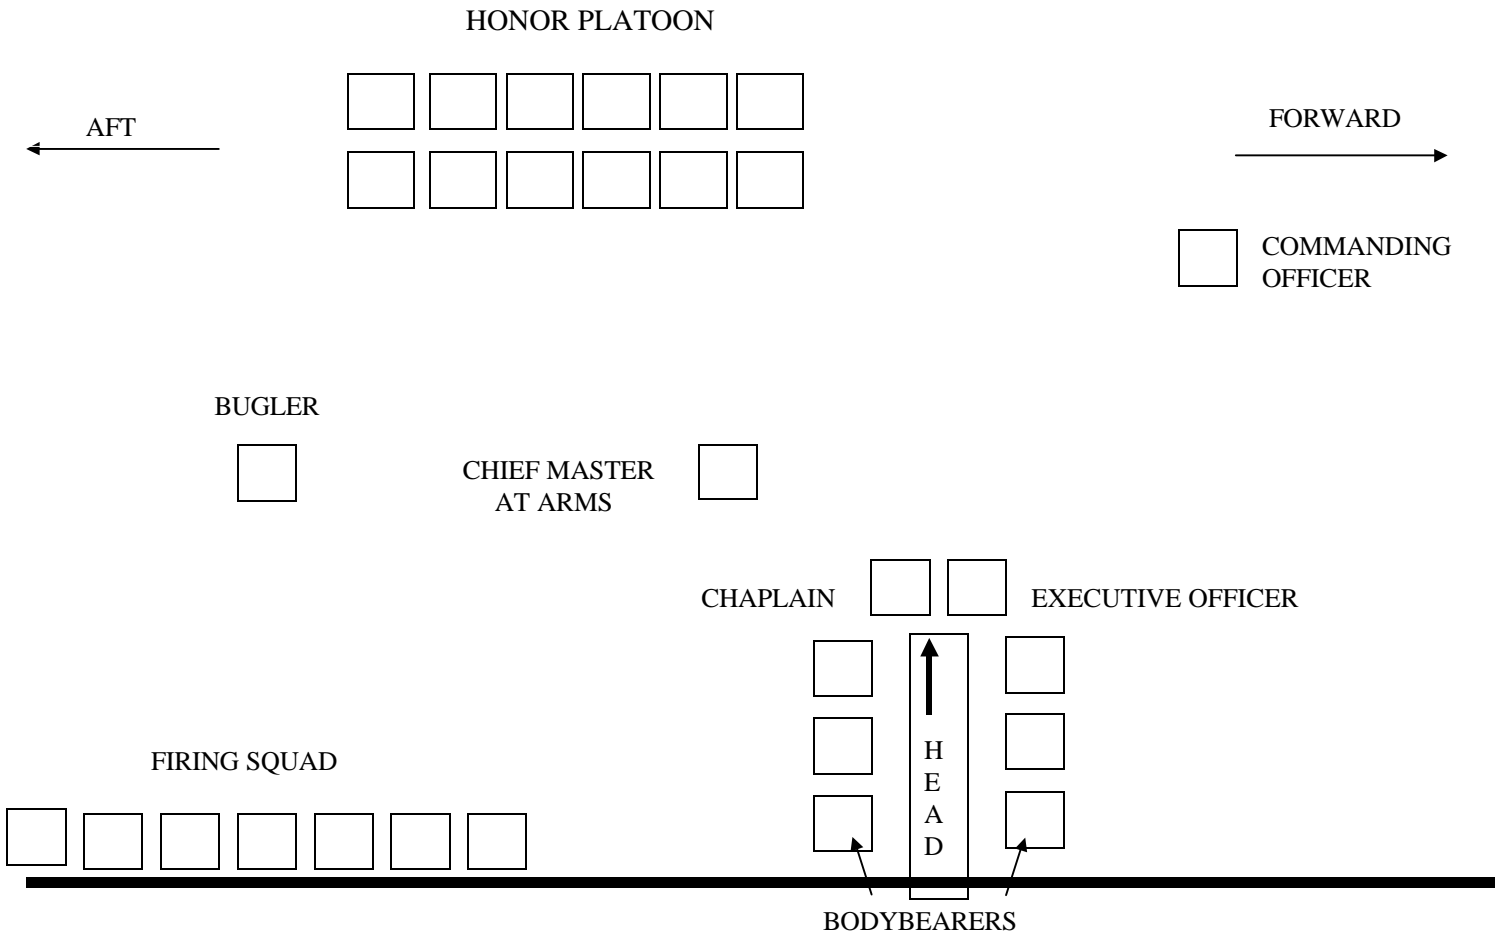 HONOR PLATOON
AFT
FORWARD
COMMANDING
OFFICER
BUGLER
CHIEF MASTER
AT ARMS
CHAPLAIN
EXECUTIVE OFFICER
H
E
A
D
FIRING SQUAD
BODYBEARERS